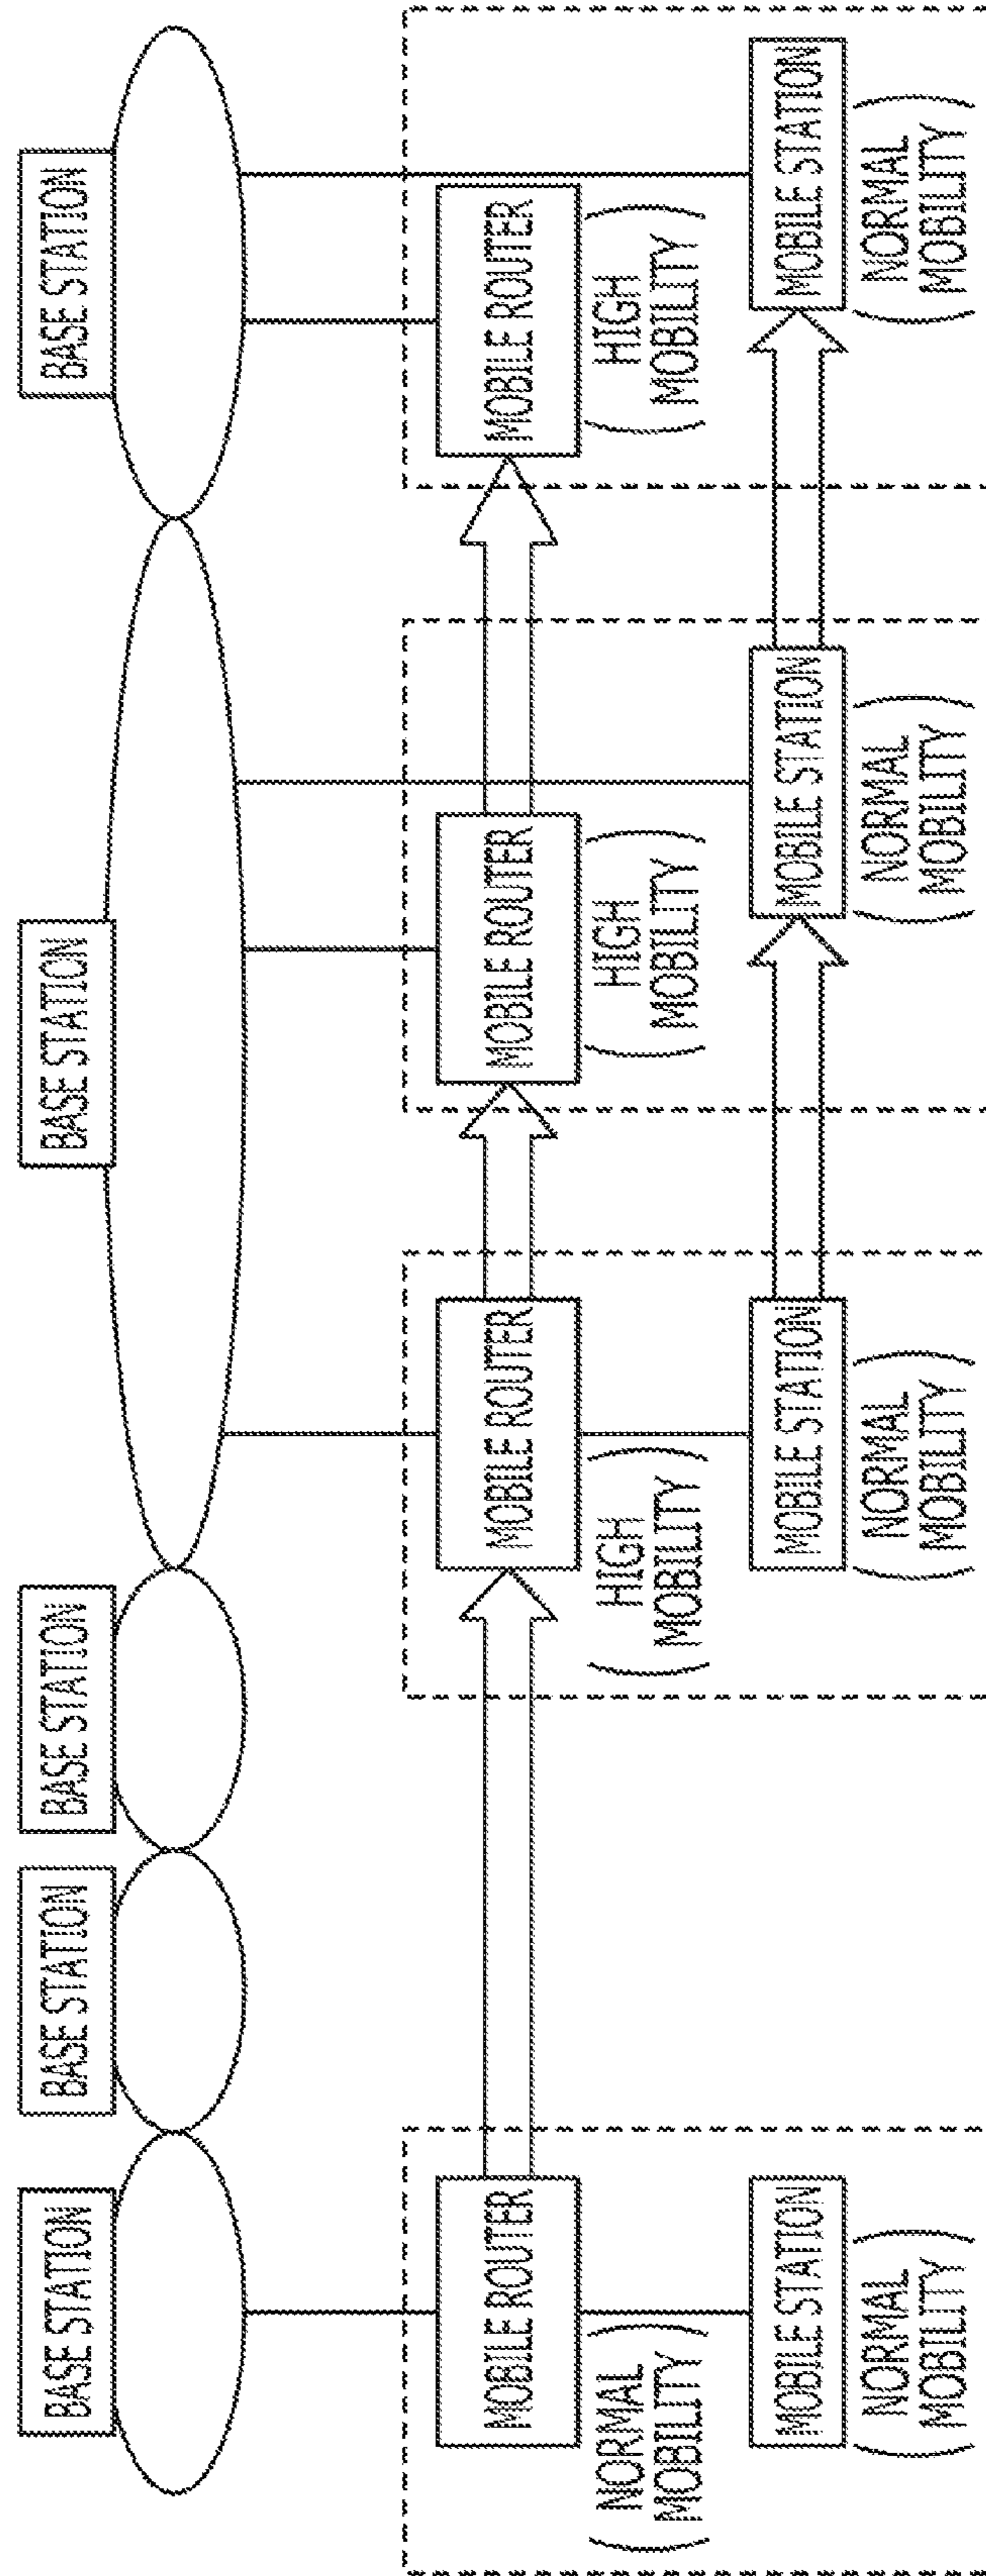 BASE STATION
BASE STATION
BASE STATION
BASE STATION
BASE STATION
MOBILE ROUTER
(NORMAL
MOBILITY)
MOBILE ROUTER
(HIGH
MOBILITY)
MOBILE ROUTER
(HIGH
MOBILITY)
MOBILE ROUTER
(HIGH
MOBILITY)
MOBILE STATION
(NORMAL
MOBILITY)
MOBILE STATION
(NORMAL
MOBILITY)
MOBILE STATION
(NORMAL
MOBILITY)
MOBILE STATION
(NORMAL
MOBILITY)